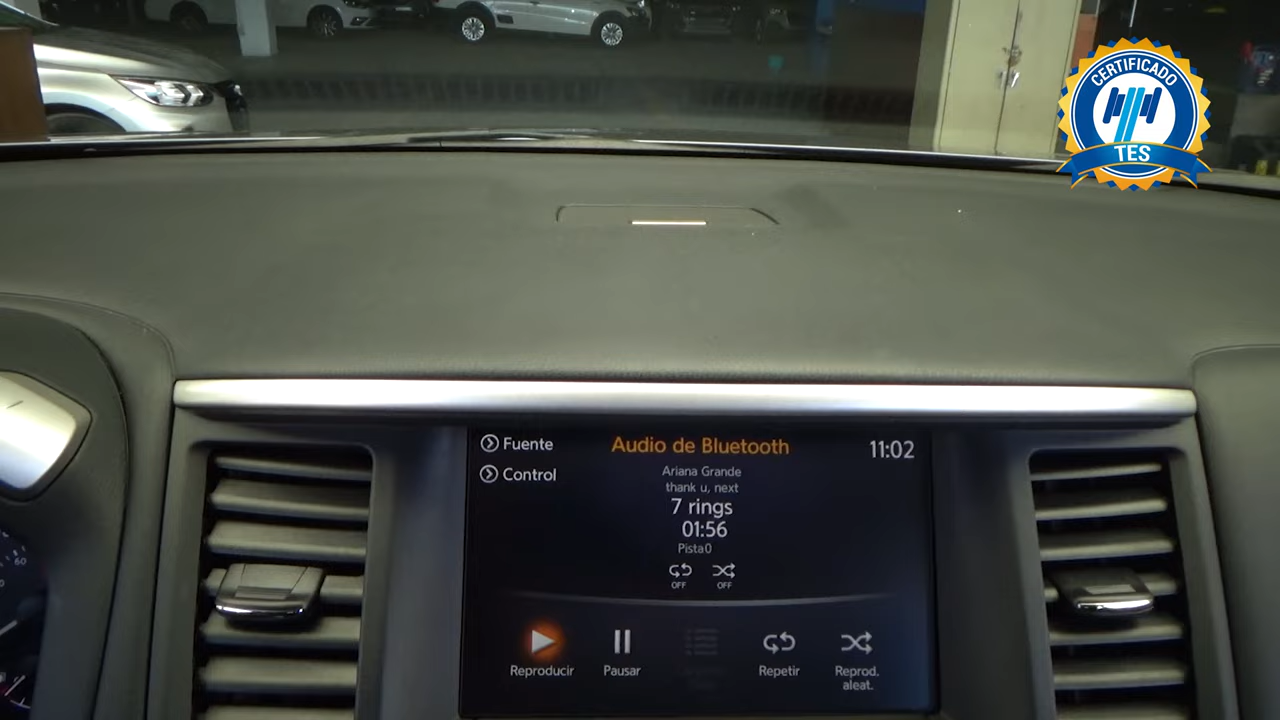 CERTIFICADO
TES
Fuente
Audio de Bluetooth
11:02
Control
Ariana Grande
thank u, next
7 rings
01:56
Pista0
OFF
OFF
Reproducir
Pausar
Repetir
Reprod.
aleat.
60